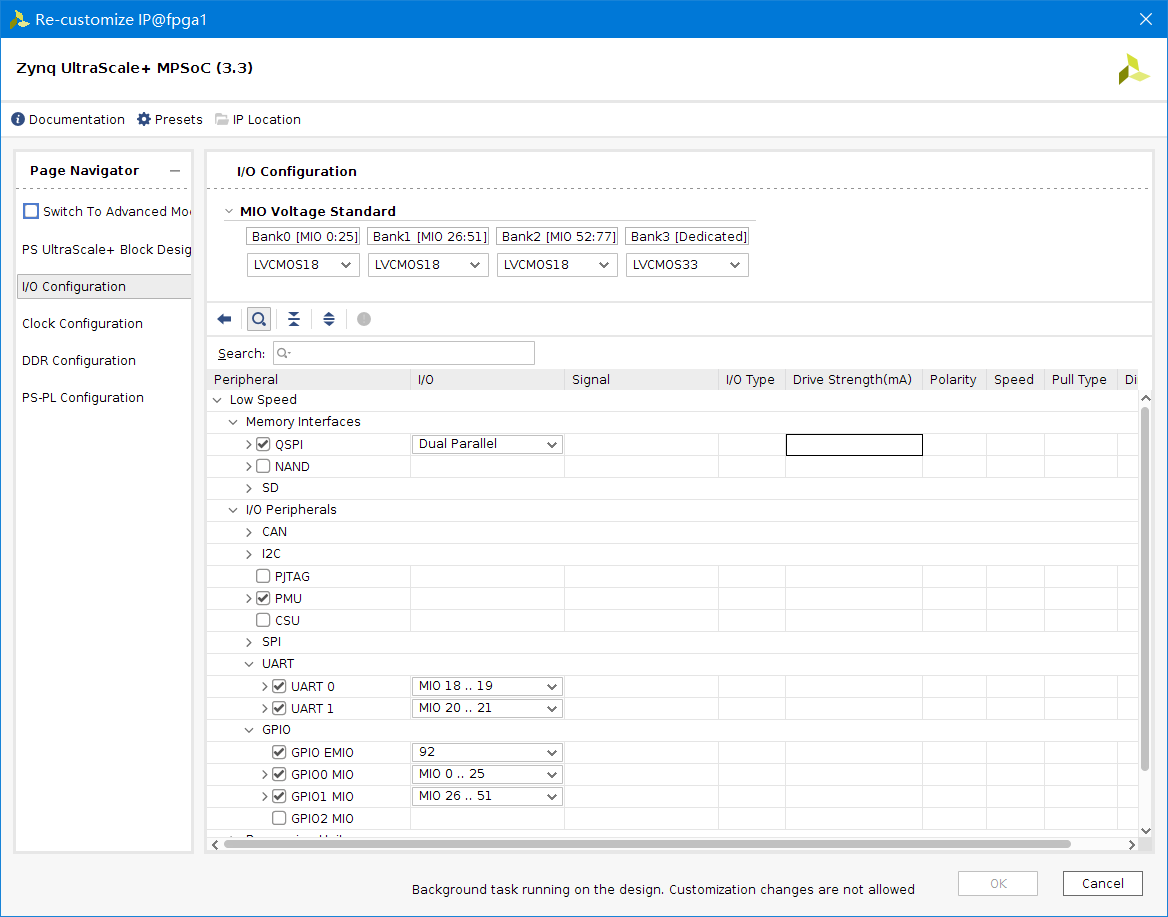 Re-customize IP@fpga1
Zynq UltraScale+ MPSoC (3.3)
Documentation Presets IP Location
Page Navigator
Switch To Advanced Mo
PS UltraScale+ Block Desig
I/O Configuration
Clock Configuration
DDR Configuration
PS-PL Configuration
I/O Configuration
MIO Voltage Standard
Bank0 [MIO 0:25] Bank1 [MIO 26:51] Bank2 [MIO 52:77] Bank3 [Dedicated]
LVCMOS18 LVCMOS18 LVCMOS18 LVCMOS33
Search:
Peripheral I/O Signal I/O Type Drive Strength(mA) Polarity Speed Pull Type Di
Low Speed
Memory Interfaces
QSPI Dual Parallel
NAND
SD
I/O Peripherals
CAN
I2C
PJTAG
PMU
CSU
SPI
UART
UART 0 MIO 18 .. 19
UART 1 MIO 20 .. 21
GPIO
GPIO EMIO 92
GPIO0 MIO MIO 0 .. 25
GPIO1 MIO MIO 26 .. 51
GPIO2 MIO
Background task running on the design. Customization changes are not allowed
OK Cancel